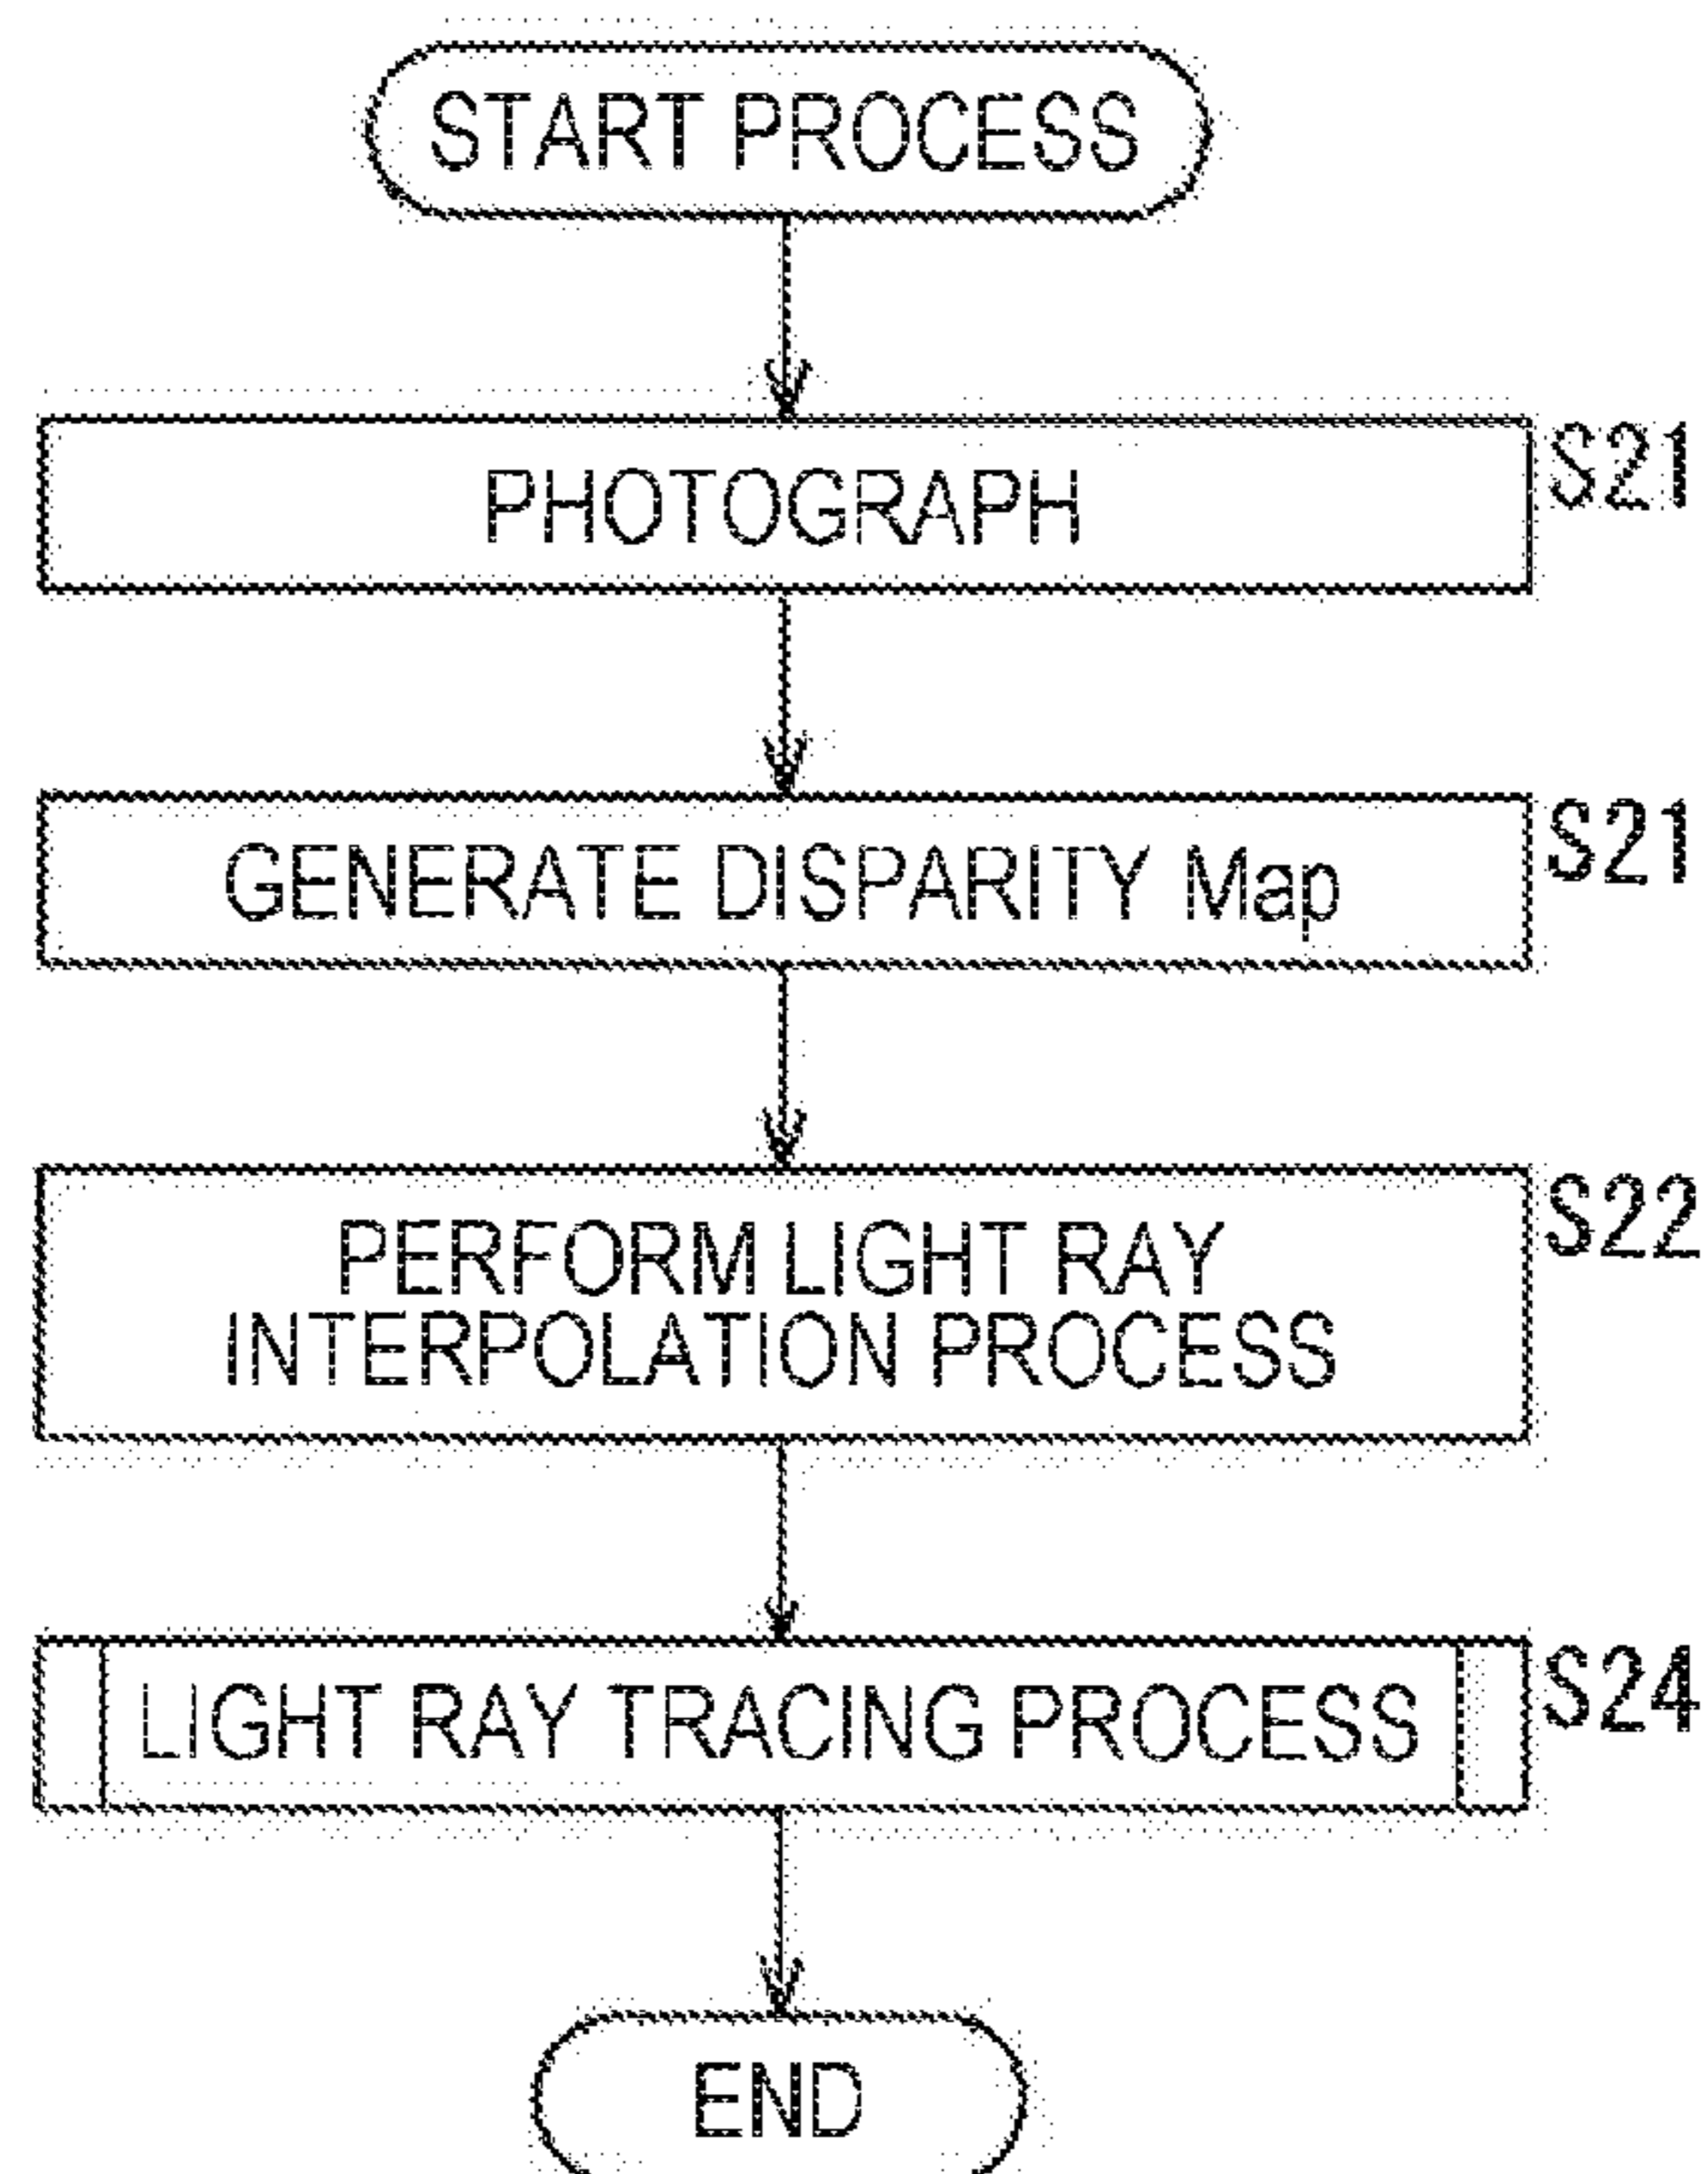 START PROCESS
PHOTOGRAPH
S21
GENERATE DISPARITY Map
S21
PERFORM LIGHT RAY
INTERPOLATION PROCESS
S22
LIGHT RAY TRACING PROCESS
S24
END